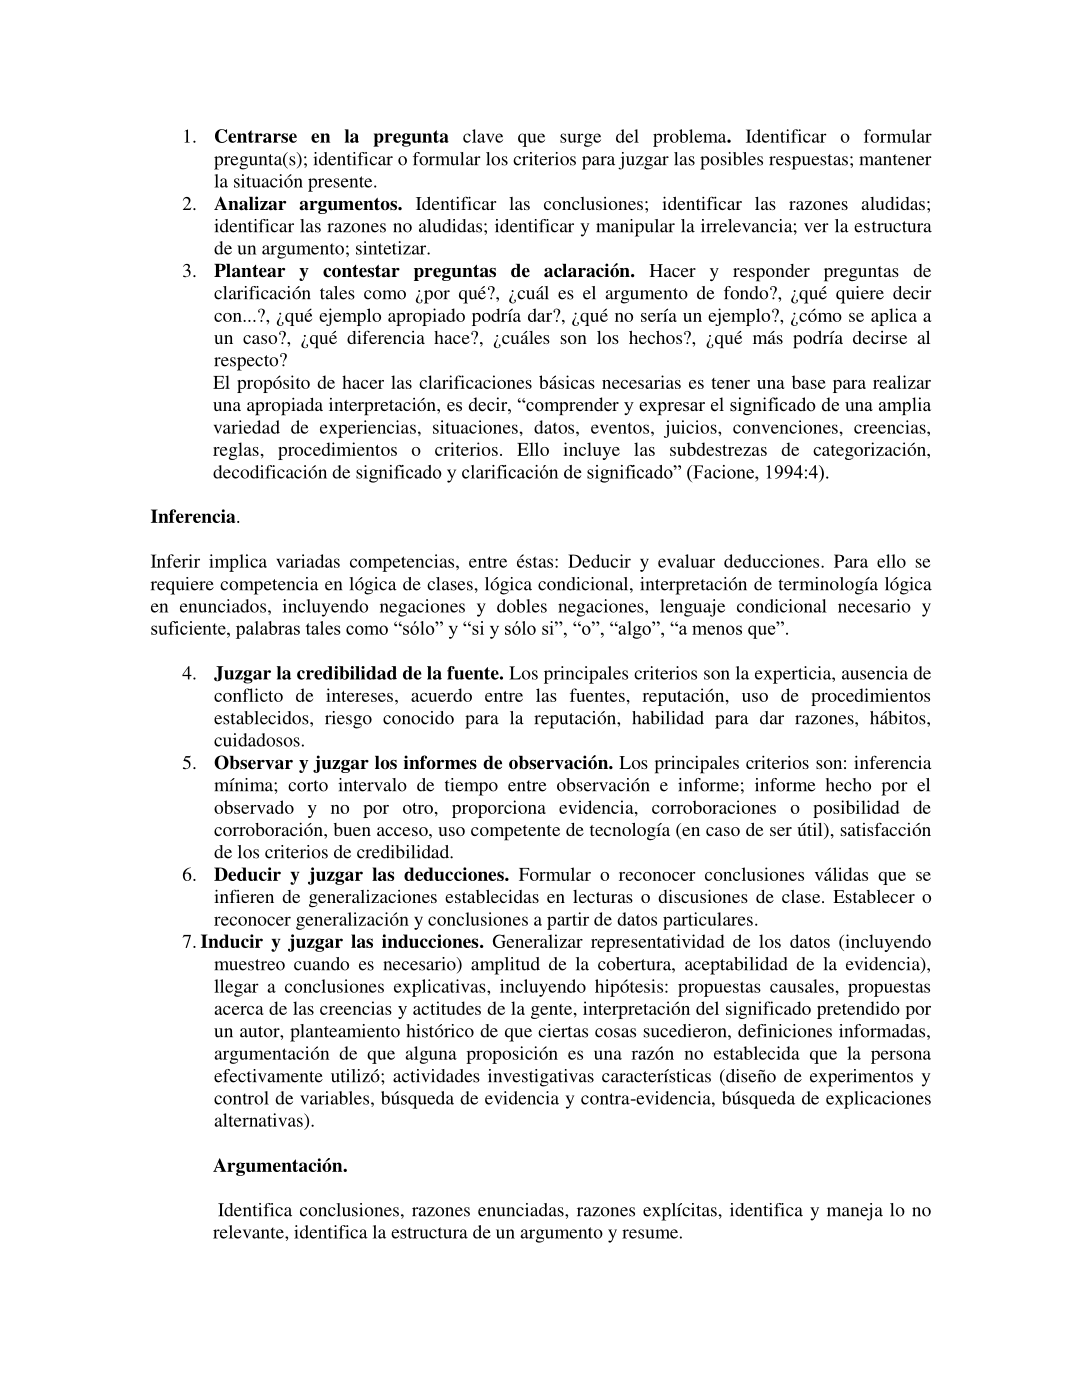 1. Centrarse en la pregunta clave que surge del problema. Identificar o formular
pregunta(s); identificar o formular los criterios para juzgar las posibles respuestas; mantener
la situación presente.
2. Analizar argumentos. Identificar las conclusiones; identificar las razones aludidas;
identificar las razones no aludidas; identificar y manipular la irrelevancia; ver la estructura
de un argumento; sintetizar.
3. Plantear y contestar preguntas de aclaración. Hacer y responder preguntas de
clarificación tales como ¿por qué?, ¿cuál es el argumento de fondo?, ¿qué quiere decir
con...?, ¿qué ejemplo apropiado podría dar?, ¿qué no sería un ejemplo?, ¿cómo se aplica a
un caso?, ¿qué diferencia hace?, ¿cuáles son los hechos?, ¿qué más podría decirse al
respecto?
El propósito de hacer las clarificaciones básicas necesarias es tener una base para realizar
una apropiada interpretación, es decir, “comprender y expresar el significado de una amplia
variedad de experiencias, situaciones, datos, eventos, juicios, convenciones, creencias,
reglas, procedimientos o criterios. Ello incluye las subdestrezas de categorización,
decodificación de significado y clarificación de significado” (Facione, 1994:4).
Inferencia.
Inferir implica variadas competencias, entre éstas: Deducir y evaluar deducciones. Para ello se
requiere competencia en lógica de clases, lógica condicional, interpretación de terminología lógica
en enunciados, incluyendo negaciones y dobles negaciones, lenguaje condicional necesario y
suficiente, palabras tales como “sólo” y “si y sólo si”, “o”, “algo”, “a menos que”.
4. Juzgar la credibilidad de la fuente. Los principales criterios son la experticia, ausencia de
conflicto de intereses, acuerdo entre las fuentes, reputación, uso de procedimientos
establecidos, riesgo conocido para la reputación, habilidad para dar razones, hábitos,
cuidadosos.
5. Observar y juzgar los informes de observación. Los principales criterios son: inferencia
mínima; corto intervalo de tiempo entre observación e informe; informe hecho por el
observado y no por otro, proporciona evidencia, corroboraciones o posibilidad de
corroboración, buen acceso, uso competente de tecnología (en caso de ser útil), satisfacción
de los criterios de credibilidad.
6. Deducir y juzgar las deducciones. Formular o reconocer conclusiones válidas que se
infieren de generalizaciones establecidas en lecturas o discusiones de clase. Establecer o
reconocer generalización y conclusiones a partir de datos particulares.
7. Inducir y juzgar las inducciones. Generalizar representatividad de los datos (incluyendo
muestreo cuando es necesario) amplitud de la cobertura, aceptabilidad de la evidencia),
llegar a conclusiones explicativas, incluyendo hipótesis: propuestas causales, propuestas
acerca de las creencias y actitudes de la gente, interpretación del significado pretendido por
un autor, planteamiento histórico de que ciertas cosas sucedieron, definiciones informadas,
argumentación de que alguna proposición es una razón no establecida que la persona
efectivamente utilizó; actividades investigativas características (diseño de experimentos y
control de variables, búsqueda de evidencia y contra-evidencia, búsqueda de explicaciones
alternativas).
Argumentación.
Identifica conclusiones, razones enunciadas, razones explícitas, identifica y maneja lo no
relevante, identifica la estructura de un argumento y resume.